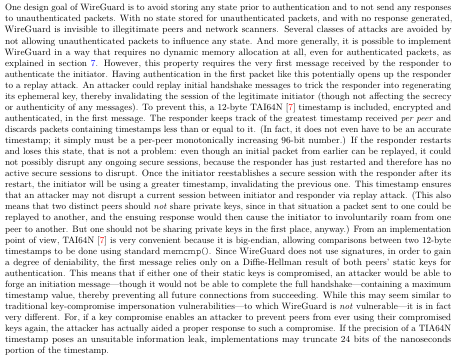 One design goal of WireGuard is to avoid storing any state prior to authentication and to not send any responses
to unauthenticated packets. With no state stored for unauthenticated packets, and with no response generated,
WireGuard is invisible to illegitimate peers and network scanners. Several classes of attacks are avoided by
not allowing unauthenticated packets to influence any state. And more generally, it is possible to implement
WireGuard in a way that requires no dynamic memory allocation at all, even for authenticated packets, as
explained in section 7. However, this property requires the very first message received by the responder to
authenticate the initiator. Having authentication in the first packet like this potentially opens up the responder
to a replay attack. An attacker could replay initial handshake messages to trick the responder into regenerating
its ephemeral key, thereby invalidating the session of the legitimate initiator (though not affecting the secrecy
or authenticity of any messages). To prevent this, a 12-byte TAI64N [7] timestamp is included, encrypted and
authenticated, in the first message. The responder keeps track of the greatest timestamp received per peer and
discards packets containing timestamps less than or equal to it. (In fact, it does not even have to be an accurate
timestamp; it simply must be a per-peer monotonically increasing 96-bit number.) If the responder restarts
and loses this state, that is not a problem: even though an initial packet from earlier can be replayed, it could
not possibly disrupt any ongoing secure sessions, because the responder has just restarted and therefore has no
active secure sessions to disrupt. Once the initiator reestablishes a secure session with the responder after its
restart, the initiator will be using a greater timestamp, invalidating the previous one. This timestamp ensures
that an attacker may not disrupt a current session between initiator and responder via replay attack. (This also
means that two distinct peers should not share private keys, since in that situation a packet sent to one could be
replayed to another, and the ensuing response would then cause the initiator to involuntarily roam from one
peer to another. But one should not be sharing private keys in the first place, anyway.) From an implementation
point of view, TAI64N [7] is very convenient because it is big-endian, allowing comparisons between two 12-byte
timestamps to be done using standard memcmp(). Since WireGuard does not use signatures, in order to gain
a degree of deniability, the first message relies only on a Diffie-Hellman result of both peers' static keys for
authentication. This means that if either one of their static keys is compromised, an attacker would be able to
forge an initiation message—though it would not be able to complete the full handshake—containing a maximum
timestamp value, thereby preventing all future connections from succeeding. While this may seem similar to
traditional key-compromise impersonation vulnerabilities—to which WireGuard is not vulnerable—it is in fact
very different. For, if a key compromise enables an attacker to prevent peers from ever using their compromised
keys again, the attacker has actually aided a proper response to such a compromise. If the precision of a TIA64N
timestamp poses an unsuitable information leak, implementations may truncate 24 bits of the nanoseconds
portion of the timestamp.